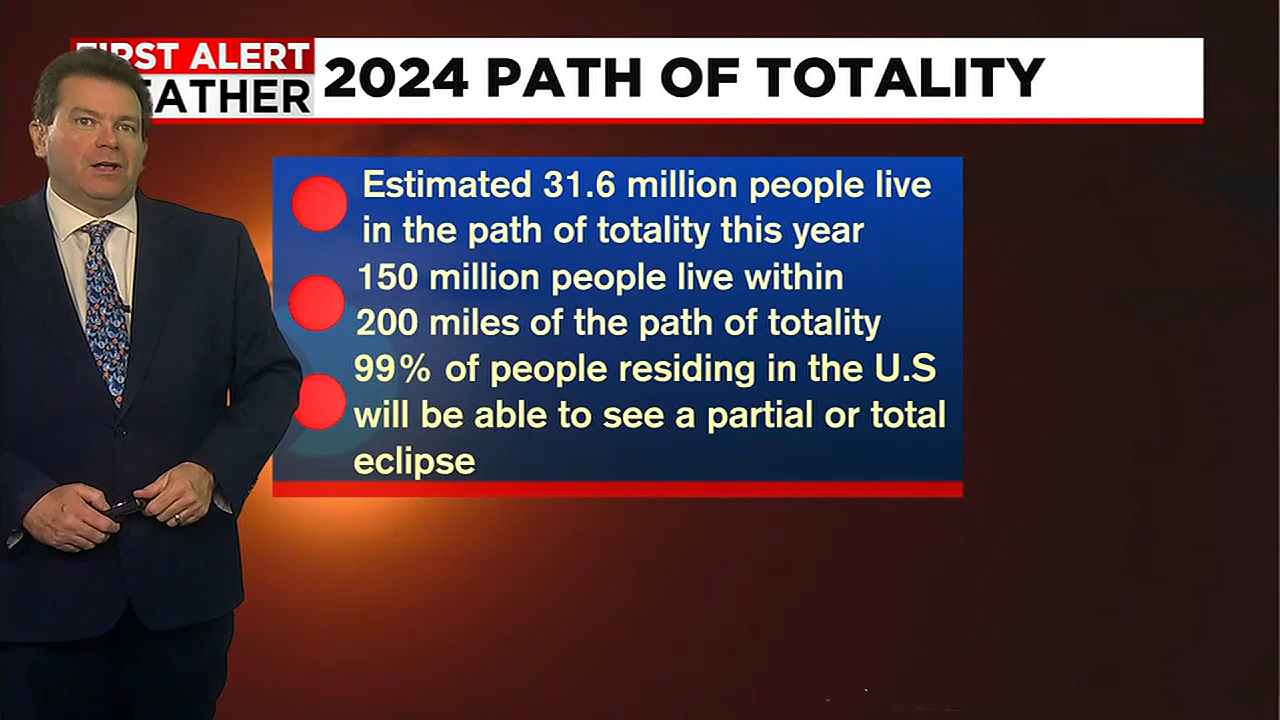 FIRST ALERT
2024 PATH OF TOTALITY
Estimated 31.6 million people live
in the path of totality this year
150 million people live within
200 miles of the path of totality
99% of people residing in the U.S
will be able to see a partial or total
eclipse